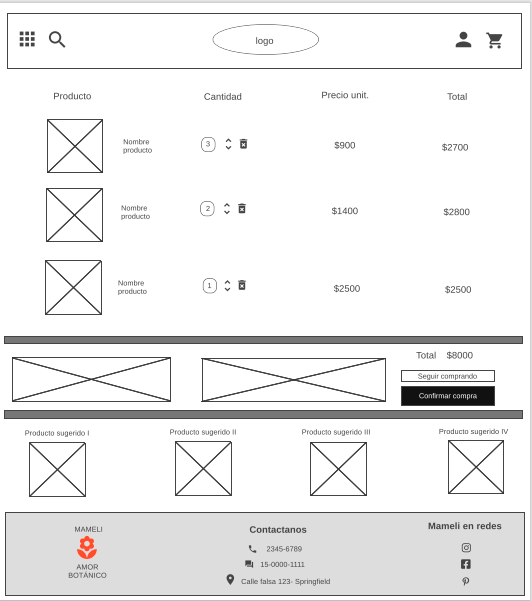 logo
Producto
Cantidad
Precio unit.
Total
Nombre
producto
3
$900
$2700
Nombre
producto
2
$1400
$2800
Nombre
producto
1
$2500
$2500
Total $8000
Seguir comprando
Confirmar compra
Producto sugerido I
Producto sugerido II
Producto sugerido III
Producto sugerido IV
MAMELI
AMOR
BOTÁNICO
Contactanos
2345-6789
15-0000-1111
Calle falsa 123- Springfield
Mameli en redes